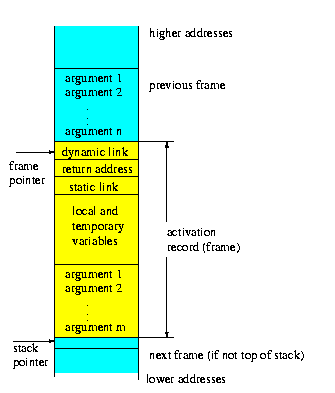 higher addresses
argument 1
argument 2
.
.
argument n
previous frame
dynamic link
return address
static link
frame
pointer
local and
temporary
variables
activation
record (frame)
argument 1
argument 2
.
.
argument m
stack
pointer
next frame (if not top of stack)
lower addresses